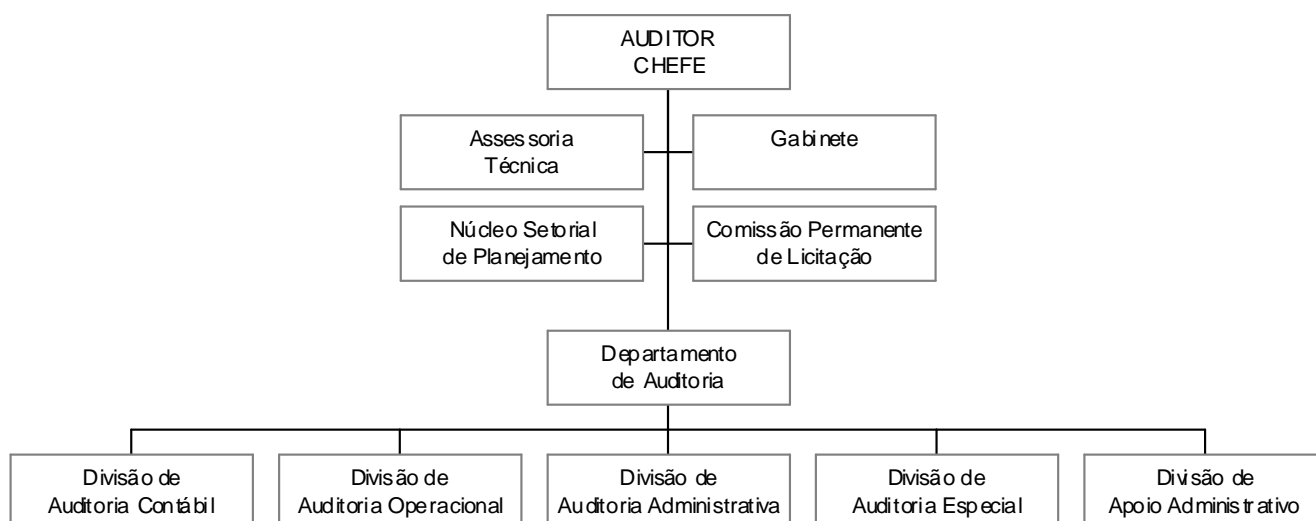 AUDITOR
CHEFE
Assessoria
Técnica
Gabinete
Núcleo Setorial
de Planejamento
Comissão Permanente
de Licitação
Departamento
de Auditoria
Divisão de
Auditoria Contábil
Divisão de
Auditoria Operacional
Divisão de
Auditoria Administrativa
Divisão de
Auditoria Especial
Divisão de
Apoio Administrativo